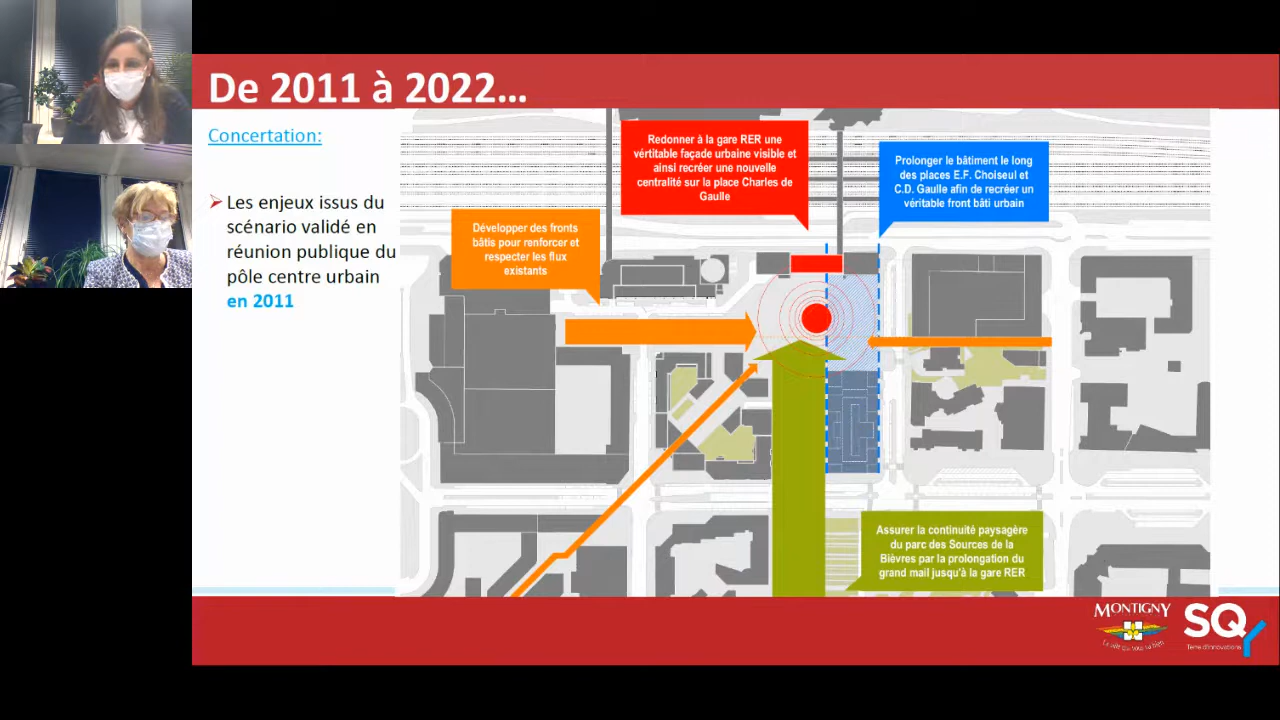 De 2011 à 2022...
Concertation:
Les enjeux issus du
scénario validé en
réunion publique du
pôle centre urbain
en 2011
Redonner à la gare RER une
vértitable façade urbaine visible et
ainsi recréer une nouvelle
centralité sur la place Charles de
Gaulle
Prolonger le bâtiment le long
des places E.F. Choiseul et
C.D. Gaulle afin de recréer un
véritable front bâti urbain
Développer des fronts
bâtis pour renforcer et
respecter les flux
existants
Assurer la continuité paysagère
du parc des Sources de la
Bièvres par la prolongation du
grand mail jusqu'à la gare RER
MONTIGNY
SQY
Terre d'innovations